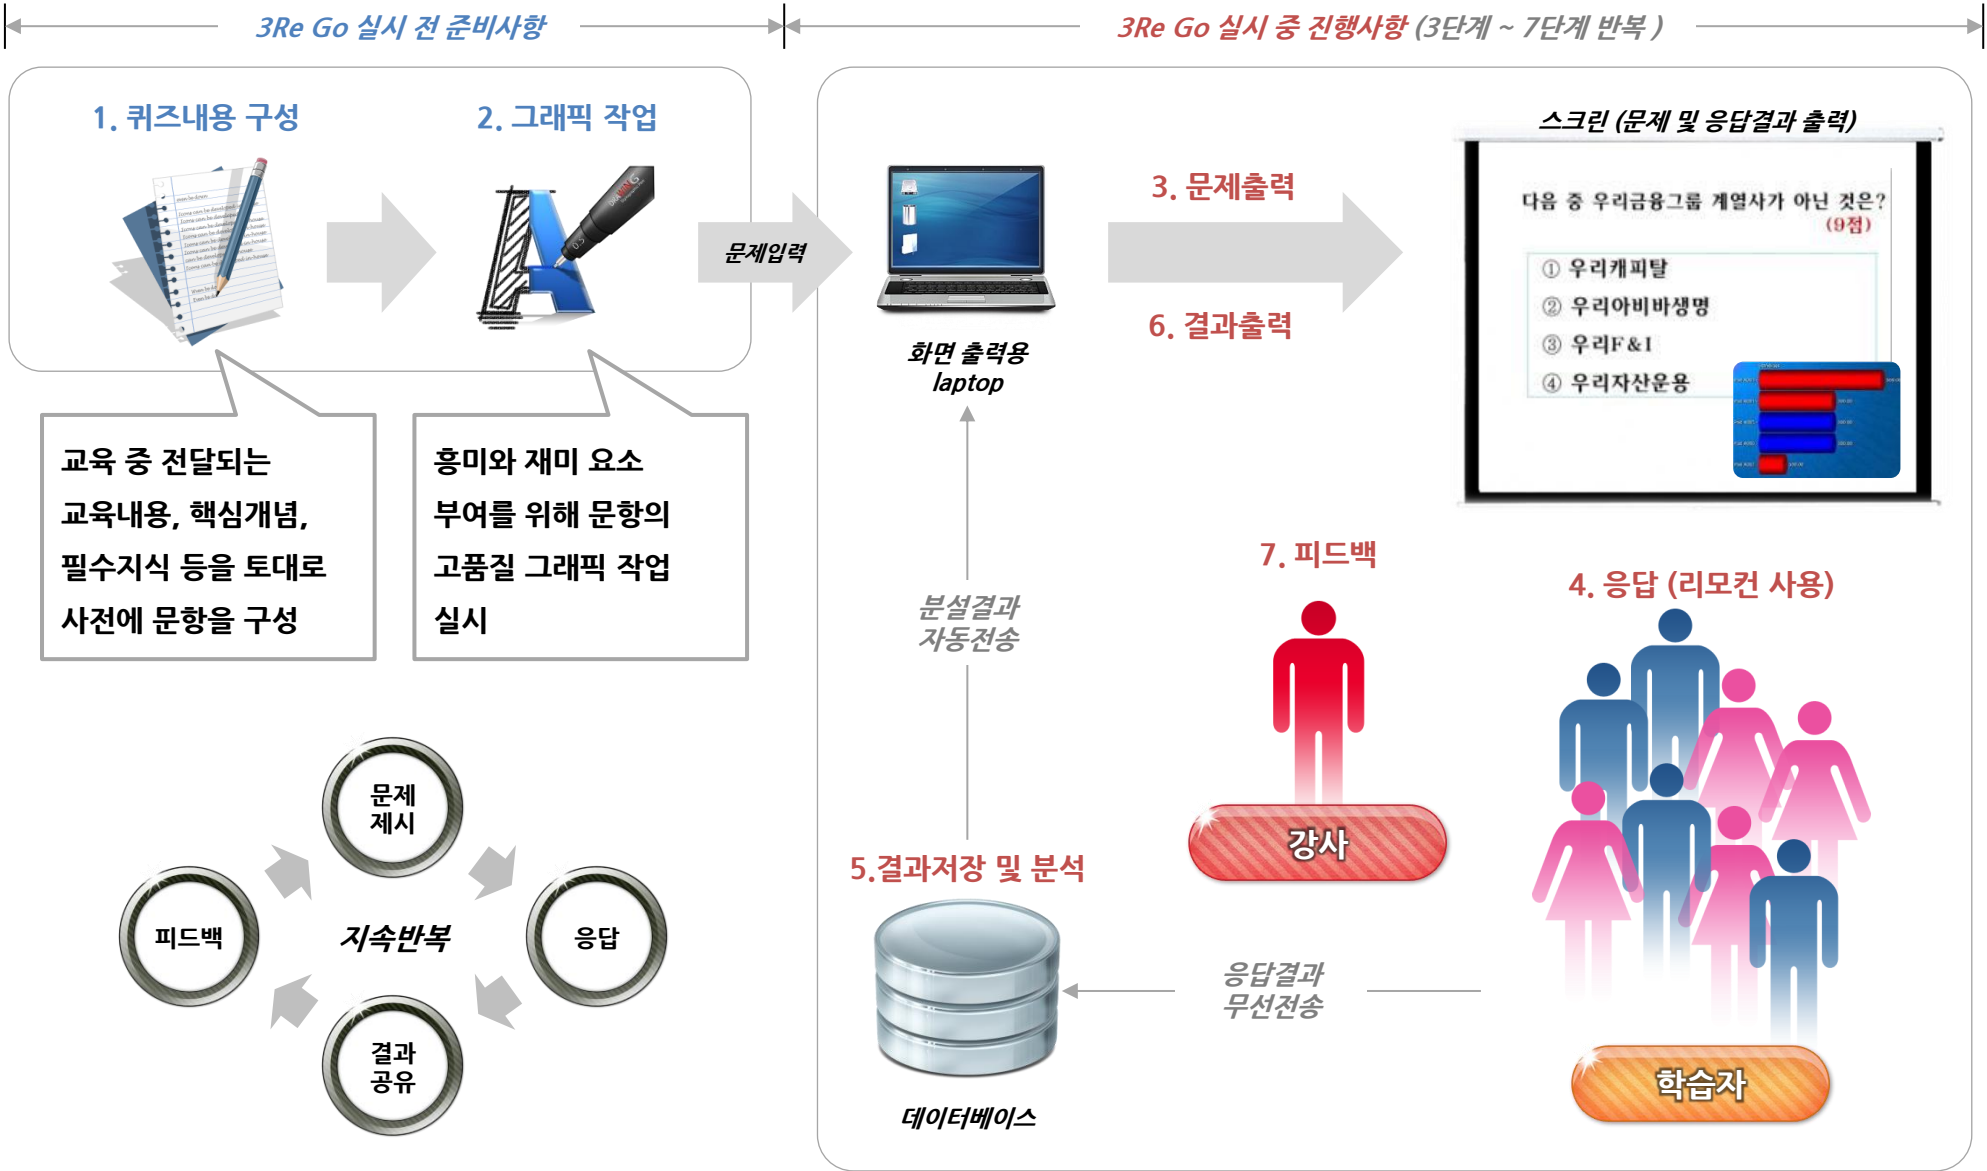 3Re Go 실시 전 준비사항
3Re Go 실시 중 진행사항 (3단계 ~ 7단계 반복 )
1. 퀴즈내용 구성
2. 그래픽 작업
문제입력
교육 중 전달되는
교육내용, 핵심개념,
필수지식 등을 토대로
사전에 문항을 구성
흥미와 재미 요소
부여를 위해 문항의
고품질 그래픽 작업
실시
문제
제시
응답
결과
공유
피드백
지속반복
화면 출력용
laptop
3. 문제출력
6. 결과출력
스크린 (문제 및 응답결과 출력)
다음 중 우리금융그룹 계열사가 아닌 것은?
(9점)
① 우리캐피탈
② 우리아비바생명
③ 우리F&I
④ 우리자산운용
분설결과
자동전송
7. 피드백
강사
4. 응답 (리모컨 사용)
학습자
5.결과저장 및 분석
데이터베이스
응답결과
무선전송